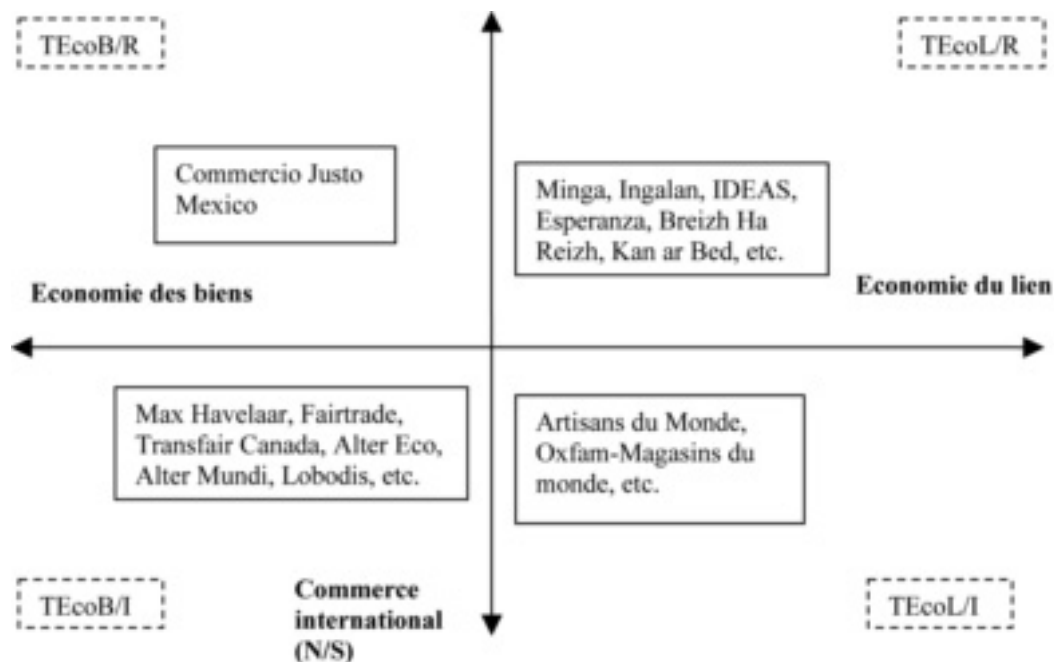 TEcoB/R
TEcoL/R
Commercio Justo
Mexico
Minga, Ingalan, IDEAS,
Esperanza, Breizh Ha
Reizh, Kan ar Bed, etc.
Economie des biens
Economie du lien
Max Havelaar, Fairtrade,
Transfair Canada, Alter Eco,
Alter Mundi, Lobodis, etc.
Artisans du Monde,
Oxfam-Magasins du
monde, etc.
TEcoB/I
Commerce
international
(N/S)
TEcoL/I